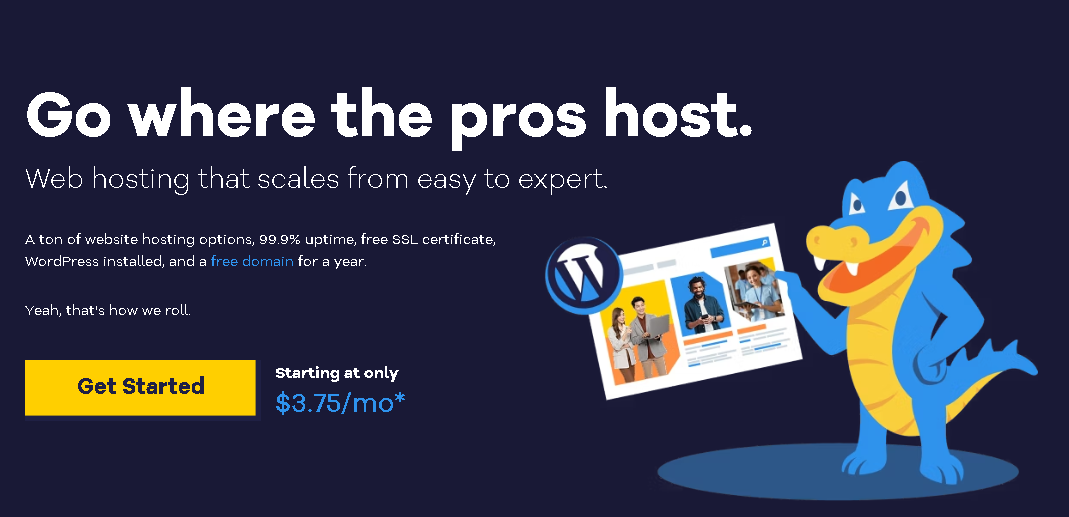 Go where the pros host.
Web hosting that scales from easy to expert.
A ton of website hosting options, 99.9% uptime, free SSL certificate,
WordPress installed, and a free domain for a year.
Yeah, that's how we roll.
Get Started
Starting at only
$3.75/mo*